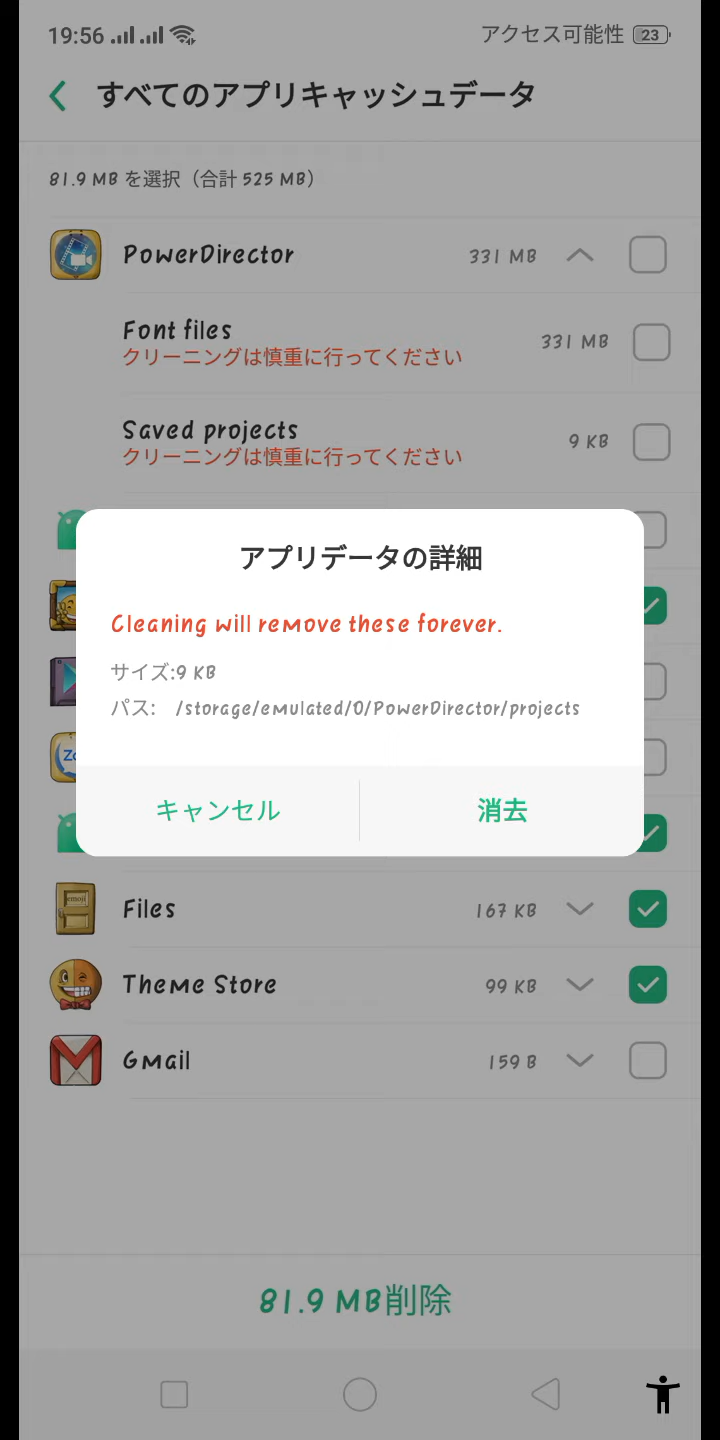 19:56 アクセス可能性 23
すべてのアプリキャッシュデータ
81.9 MB を選択（合計 525 MB）
PowerDirector 331 MB
Font files 331 MB
クリーニングは慎重に行ってください
Saved projects 9 KB
クリーニングは慎重に行ってください
アプリデータの詳細
Cleaning will remove these forever.
サイズ:9 KB
パス: /storage/emulated/0/PowerDirector/projects
キャンセル 消去
Files 167 KB
Theme Store 99 KB
Gmail 159 B
81.9 MB削除